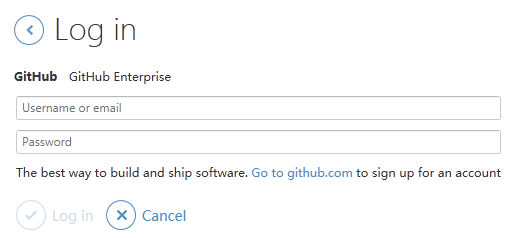 Log in
GitHub GitHub Enterprise
Username or email
Password
The best way to build and ship software. Go to github.com to sign up for an account
Log in Cancel